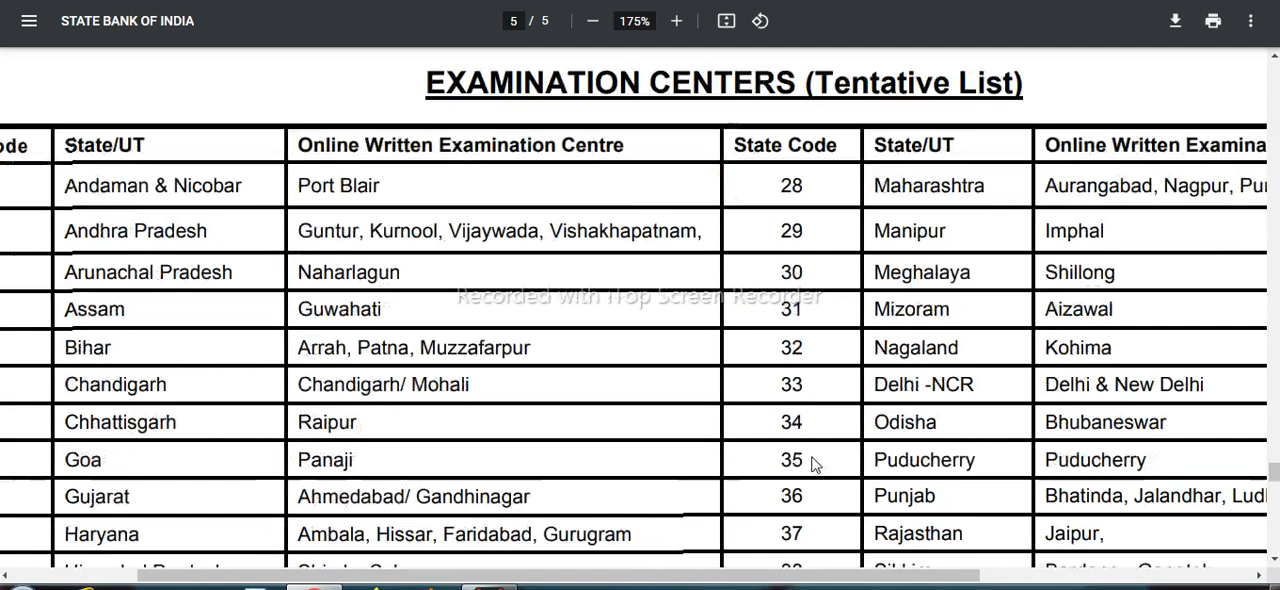 STATE BANK OF INDIA
5 / 5
175%
EXAMINATION CENTERS (Tentative List)
State/UT Online Written Examination Centre State Code State/UT Online Written
Andaman & Nicobar Port Blair 28 Maharashtra Aurangabad, Nagpur,
Andhra Pradesh Guntur, Kurnool, Vijaywada, Vishakhapatnam, 29 Manipur Imphal
Arunachal Pradesh Naharlagun 30 Meghalaya Shillong
Recorded with iTop Screen Recorder
Assam Guwahati 31 Mizoram Aizawal
Bihar Arrah, Patna, Muzzafarpur 32 Nagaland Kohima
Chandigarh Chandigarh/ Mohali 33 Delhi -NCR Delhi & New Delhi
Chhattisgarh Raipur 34 Odisha Bhubaneswar
Goa Panaji 35 Puducherry Puducherry
Gujarat Ahmedabad/ Gandhinagar 36 Punjab Bhatinda, Jalandhar,
Haryana Ambala, Hissar, Faridabad, Gurugram 37 Rajasthan Jaipur,